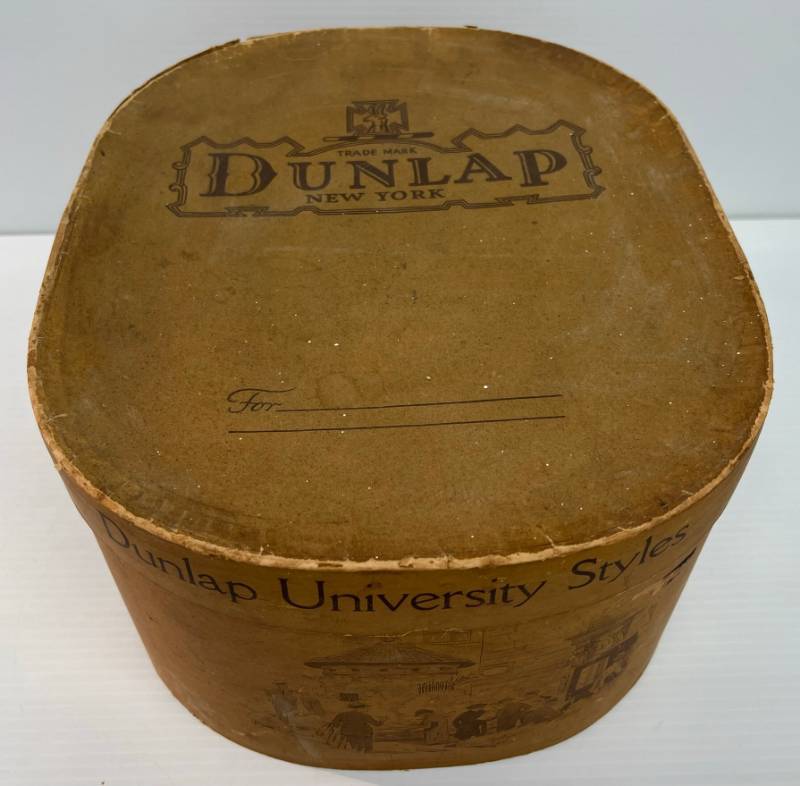 TRADE MARK
DUNLAP
NEW YORK
For
Dunlap University Styles